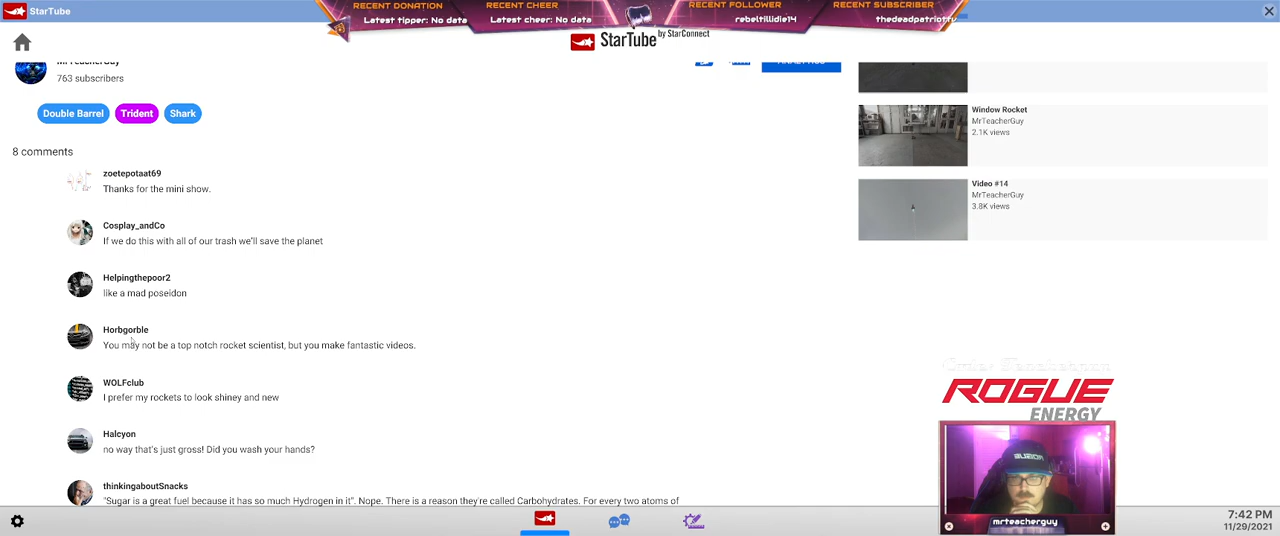 StarTube
RECENT DONATION
Latest tipper: No data
RECENT CHEER
Latest cheer: No data
RECENT FOLLOWER
rebeltillidie14
RECENT SUBSCRIBER
thedeadpatriottv
StarTube by StarConnect
MrTeacherGuy
763 subscribers
Double Barrel
Trident
Shark
8 comments
zoetepotaat69
Thanks for the mini show.
Cosplay_andCo
If we do this with all of our trash we'll save the planet
Helpingthepoor2
like a mad poseidon
Horbgorble
You may not be a top notch rocket scientist, but you make fantastic videos.
WOLFclub
I prefer my rockets to look shiney and new
Halcyon
no way that's just gross! Did you wash your hands?
thinkingaboutSnacks
"Sugar is a great fuel because it has so much Hydrogen in it". Nope. There is a reason they're called Carbohydrates. For every two atoms of
Window Rocket
MrTeacherGuy
2.1K views
Video #14
MrTeacherGuy
3.8K views
ROGUE
ENERGY
mrteacherguy
7:42 PM
11/29/2021